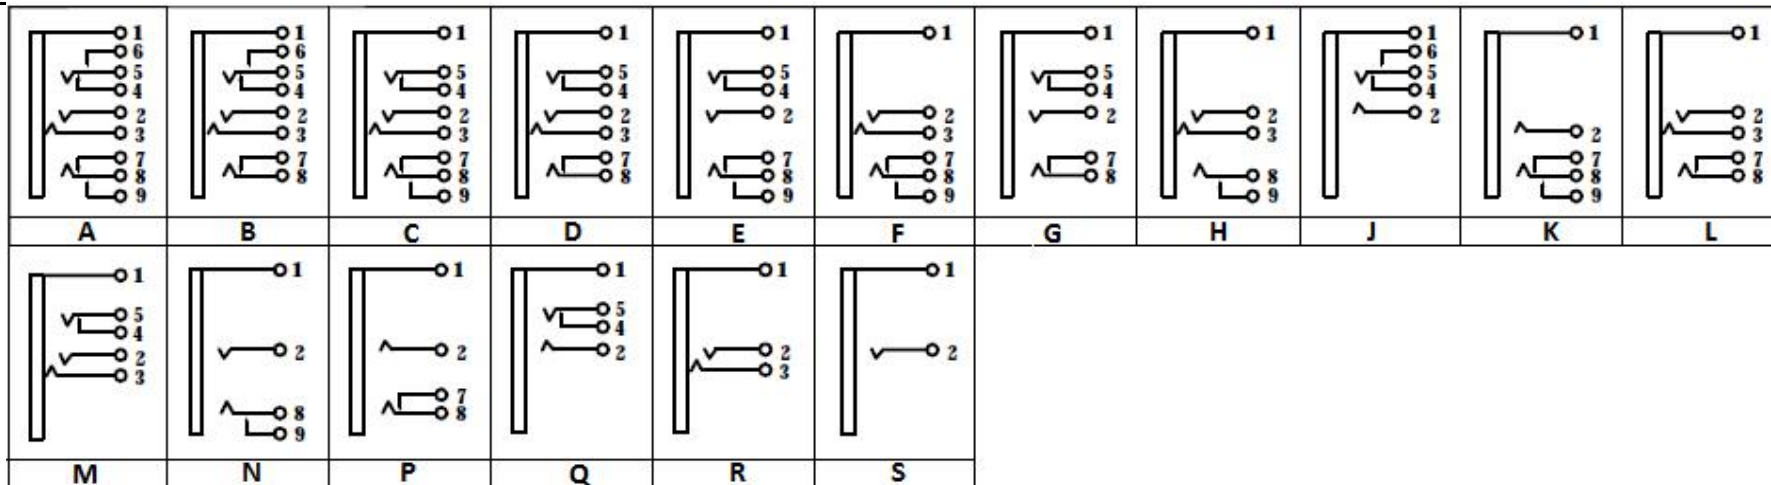 1 1 1 1 1 1 1 1 1 1 1
6 6 6
5 5 5 5 5 5 5
4 4 4 4 4 4 4
2 2 2 2 2 2 2 2 2 2
3 3 3 3 3 3 2 3
7 7 7 7 7 7 7 7 7
8 8 8 8 8 8 8 8 8 8
9 9 9 9 9 9
A B C D E F G H J K L
1 1 1 1 1 1
5 5
4 4
2 2 2 2 2 2
3 3
7
8 8
9
M N P Q R S